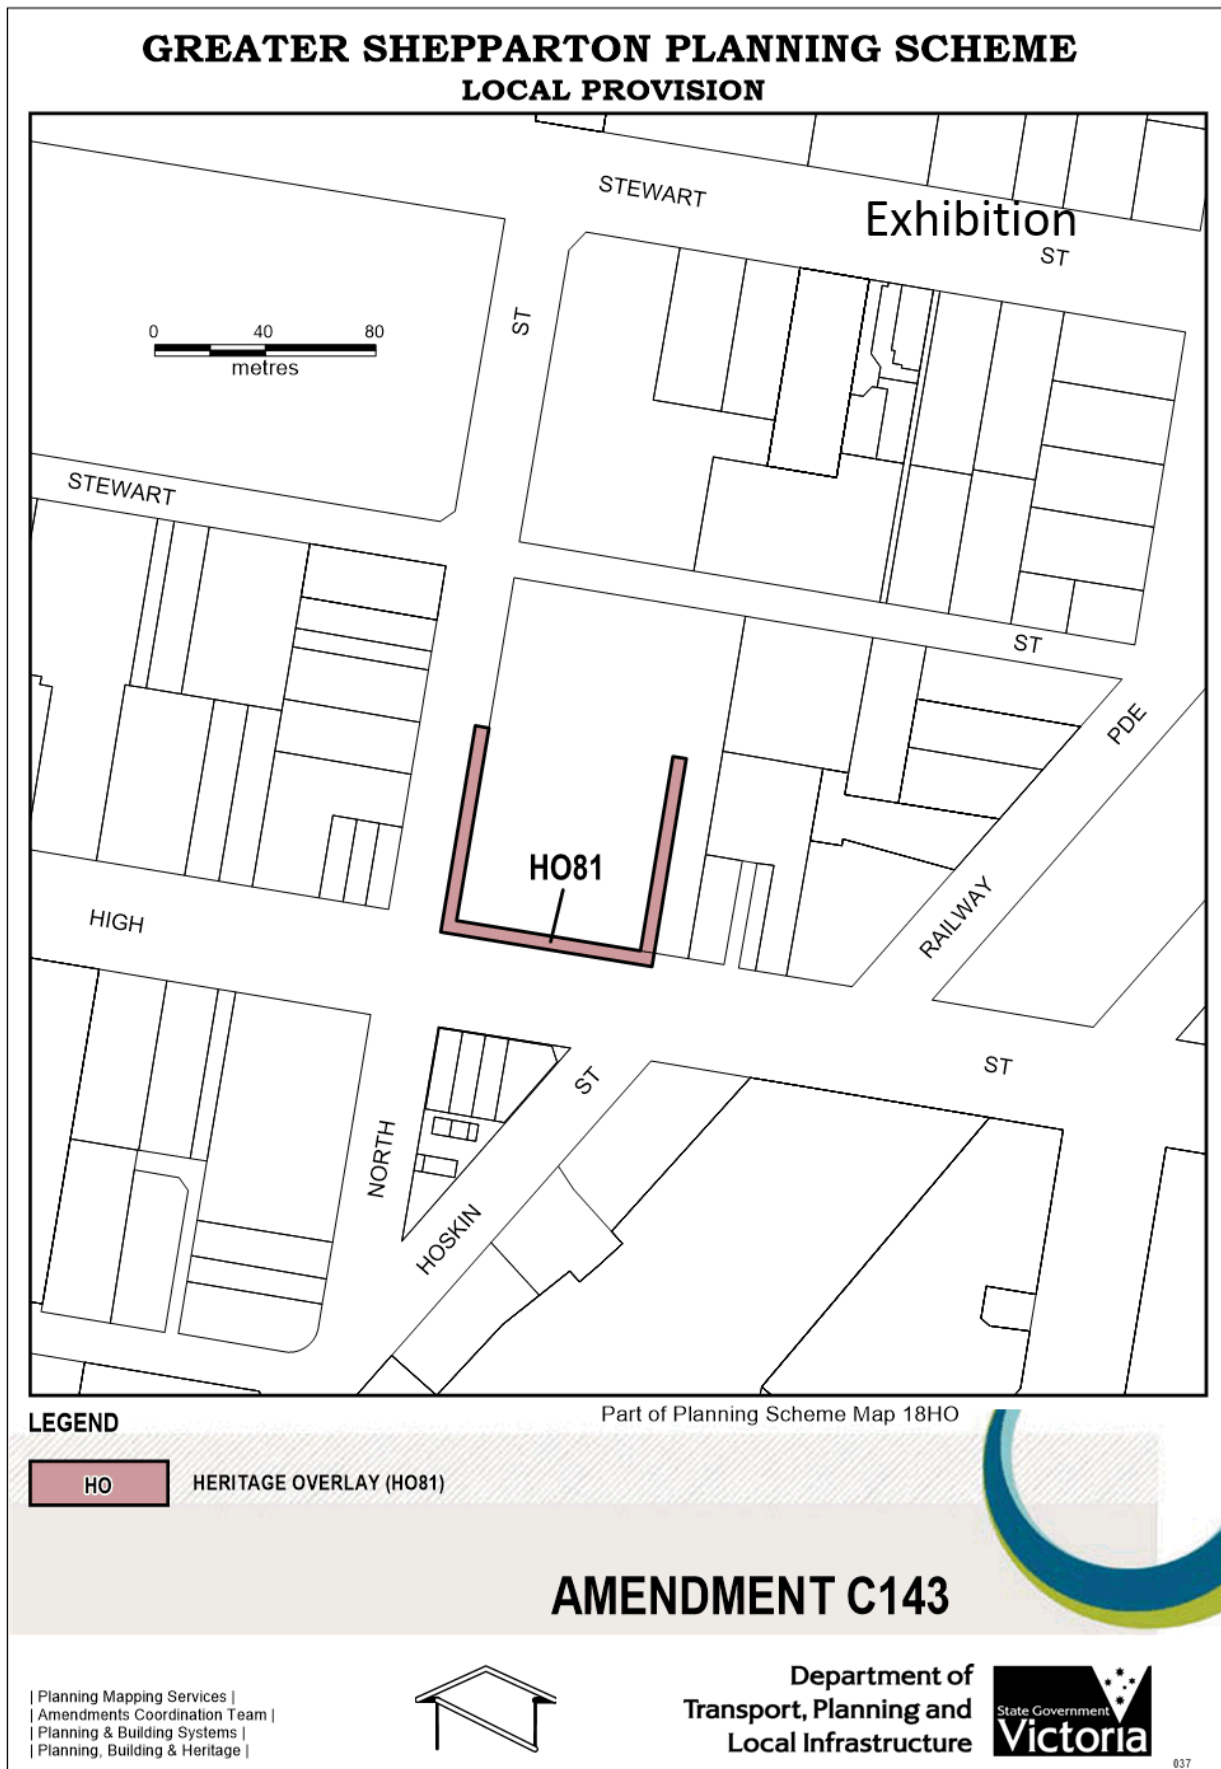 GREATER SHEPPARTON PLANNING SCHEME
LOCAL PROVISION
STEWART
Exhibition
ST
ST
0 40 80
metres
STEWART
ST
PDE
HO81
RAILWAY
HIGH
ST
ST
NORTH
HOSKIN
LEGEND
Part of Planning Scheme Map 18HO
HO
HERITAGE OVERLAY (HO81)
AMENDMENT C143
| Planning Mapping Services |
| Amendments Coordination Team |
| Planning & Building Systems |
| Planning, Building & Heritage |
Department of
Transport, Planning and
Local Infrastructure
State Government
Victoria
037